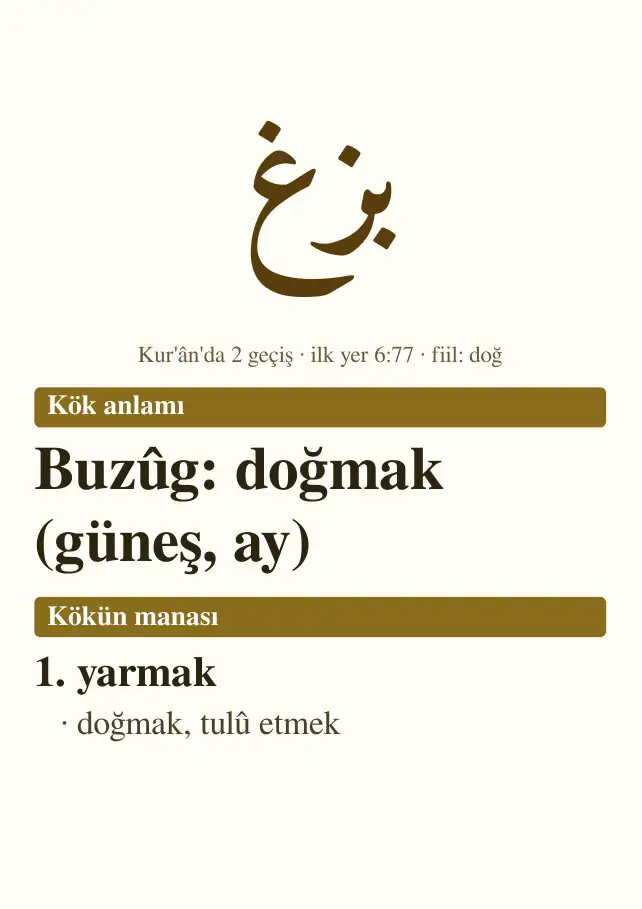 بزغ
Kur'ân'da 2 geçiş · ilk yer 6:77 · fiil: doğ
Kök anlamı
Buzûg: doğmak
(güneş, ay)
Kökün manası
1. yarmak
· doğmak, tulû etmek